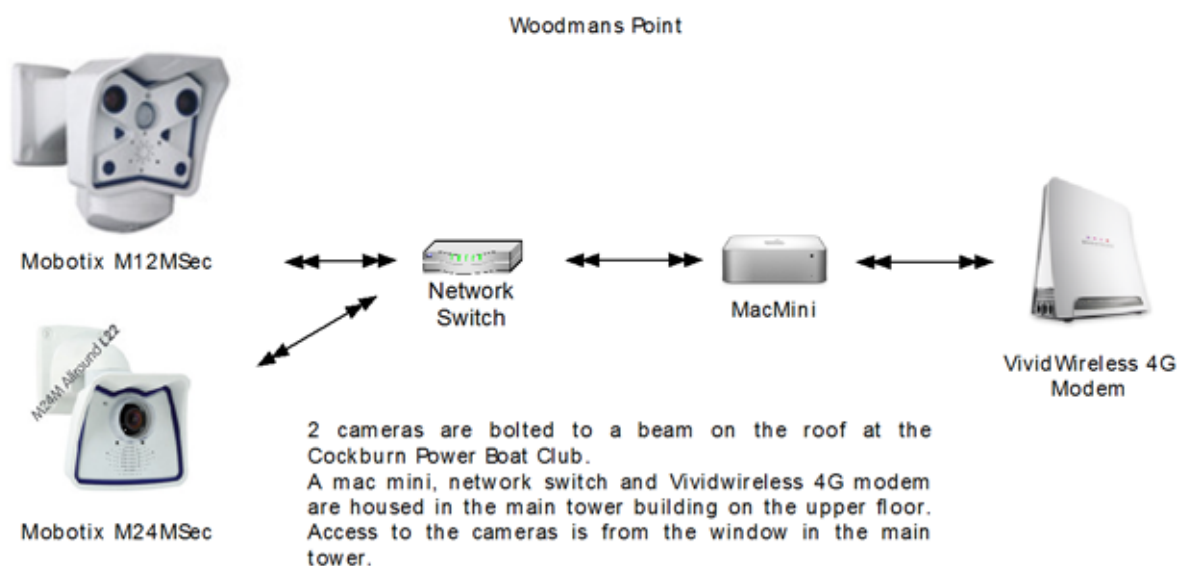 Woodmans Point
Mobotix M12MSec
Network
Switch
MacMini
VividWireless 4G
Modem
M24M Allround L22
Mobotix M24MSec
2 cameras are bolted to a beam on the roof at the
Cockburn Power Boat Club.
A mac mini, network switch and Vividwireless 4G modem
are housed in the main tower building on the upper floor.
Access to the cameras is from the window in the main
tower.